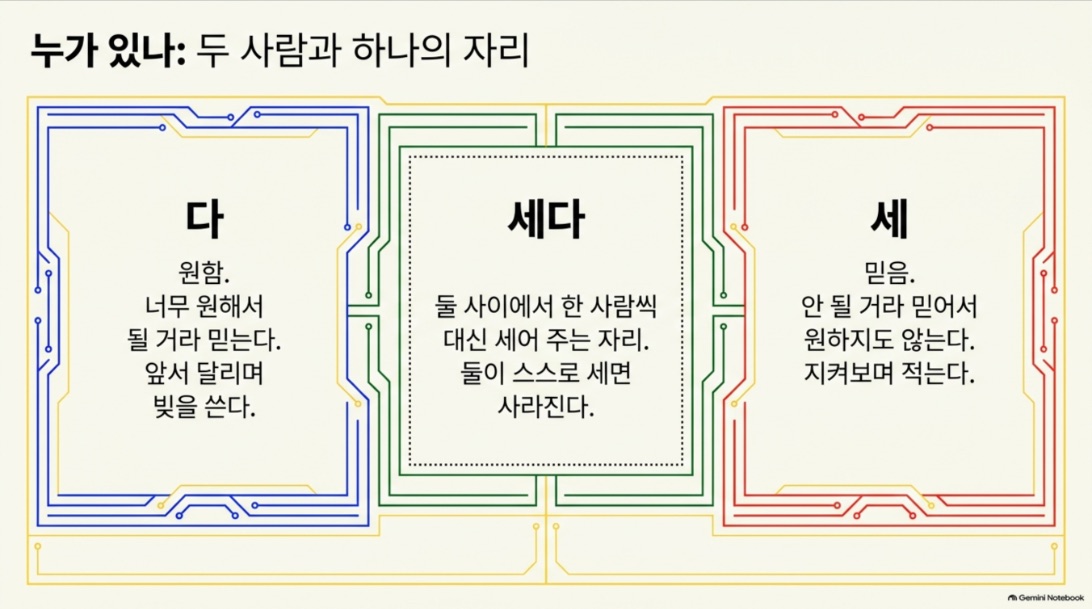 누가 있나: 두 사람과 하나의 자리
다
원함.
너무 원해서
될 거라 믿는다.
앞서 달리며
빚을 쓴다.
세다
둘 사이에서 한 사람씩
대신 세어 주는 자리.
둘이 스스로 세면
사라진다.
세
믿음.
안 될 거라 믿어서
원하지도 않는다.
지켜보며 적는다.
Gemini Notebook